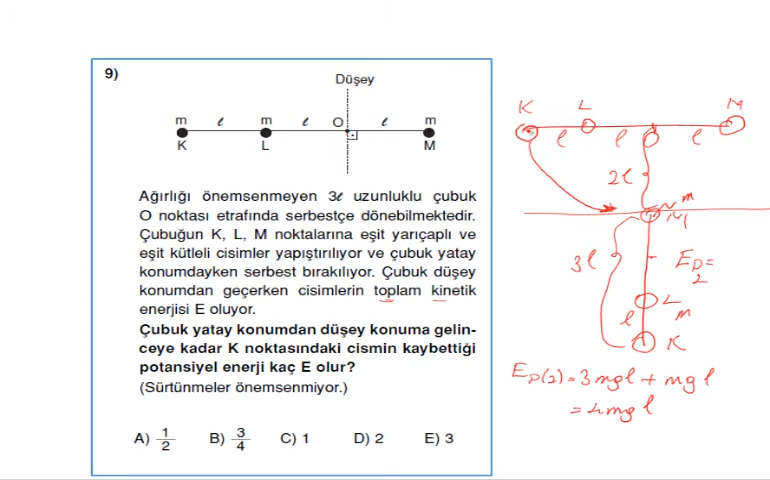 9)
Düşey
m ℓ m ℓ O ℓ m
K L M
Ağırlığı önemsenmeyen 3ℓ uzunluklu çubuk
O noktası etrafında serbestçe dönebilmektedir.
Çubuğun K, L, M noktalarına eşit yarıçaplı ve
eşit kütleli cisimler yapıştırılıyor ve çubuk yatay
konumdayken serbest bırakılıyor. Çubuk düşey
konumdan geçerken cisimlerin toplam kinetik
enerjisi E oluyor.
Çubuk yatay konumdan düşey konuma gelin-
ceye kadar K noktasındaki cismin kaybettiği
potansiyel enerji kaç E olur?
(Sürtünmeler önemsenmiyor.)
A) 1/2 B) 3/4 C) 1 D) 2 E) 3
K L M
ℓ ℓ ℓ
2ℓ
m
3ℓ
Ep=
2
L
ℓ m
K
Ep(2)=3mgℓ+mgℓ
=4mgℓ